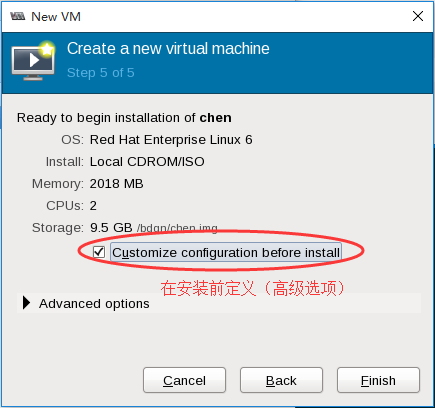 New VM
Create a new virtual machine
Step 5 of 5
Ready to begin installation of chen
OS: Red Hat Enterprise Linux 6
Install: Local CDROM/ISO
Memory: 2018 MB
CPUs: 2
Storage: 9.5 GB /bdqn/chen.img
Customize configuration before install
在安装前定义（高级选项）
Advanced options
Cancel Back Finish